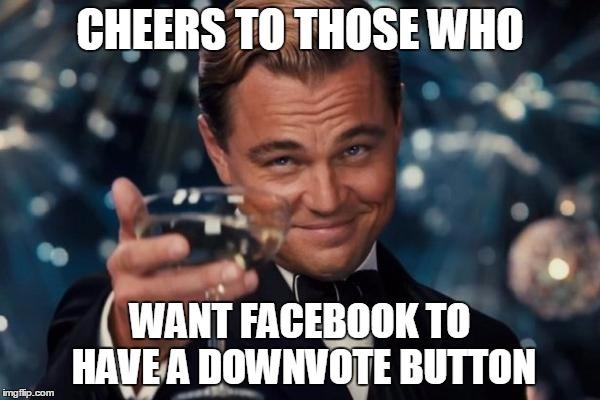 CHEERS TO THOSE WHO
WANT FACEBOOK TO
HAVE A DOWNVOTE BUTTON
imgflip.com